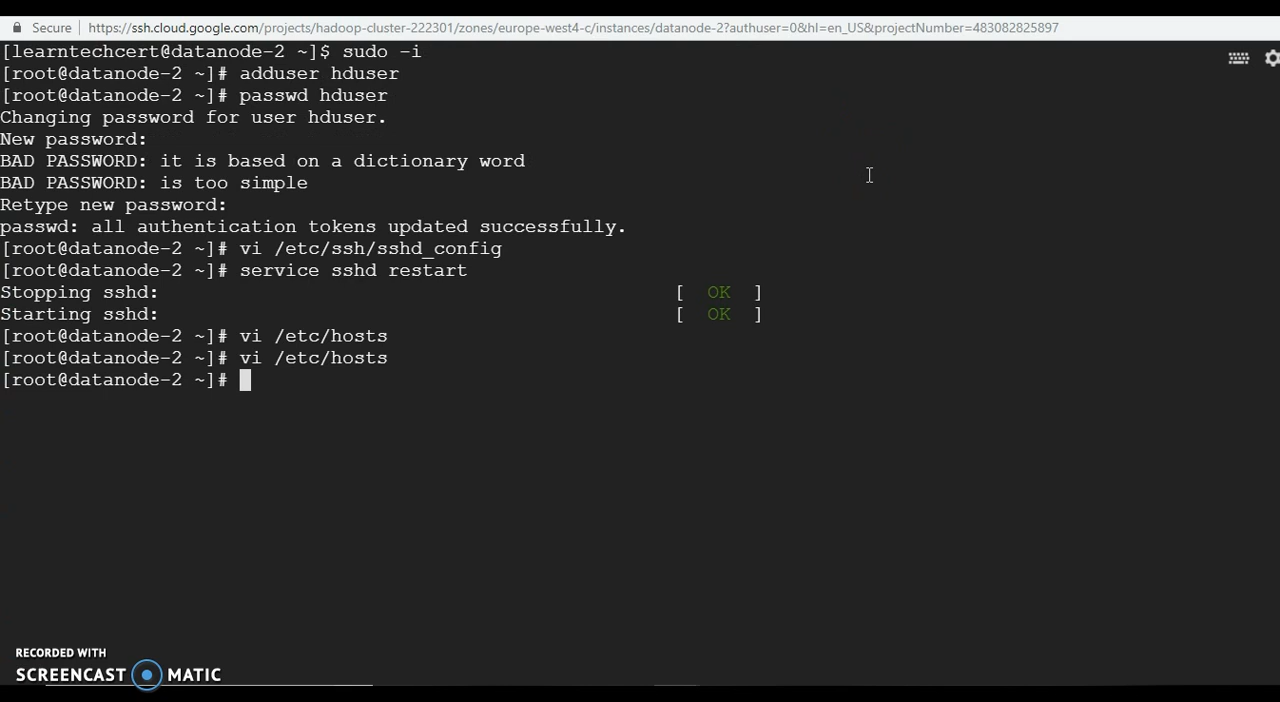 Secure
https://ssh.cloud.google.com/projects/hadoop-cluster-222301/zones/europe-west4-c/instances/datanode-2?authuser=0&hl=en_US&projectNumber=483082825897
[learntechcert@datanode-2 ~]$ sudo -i
[root@datanode-2 ~]# adduser hduser
[root@datanode-2 ~]# passwd hduser
Changing password for user hduser.
New password:
BAD PASSWORD: it is based on a dictionary word
BAD PASSWORD: is too simple
Retype new password:
passwd: all authentication tokens updated successfully.
[root@datanode-2 ~]# vi /etc/ssh/sshd_config
[root@datanode-2 ~]# service sshd restart
Stopping sshd: [ OK ]
Starting sshd: [ OK ]
[root@datanode-2 ~]# vi /etc/hosts
[root@datanode-2 ~]# vi /etc/hosts
[root@datanode-2 ~]#
RECORDED WITH
SCREENCAST MATIC